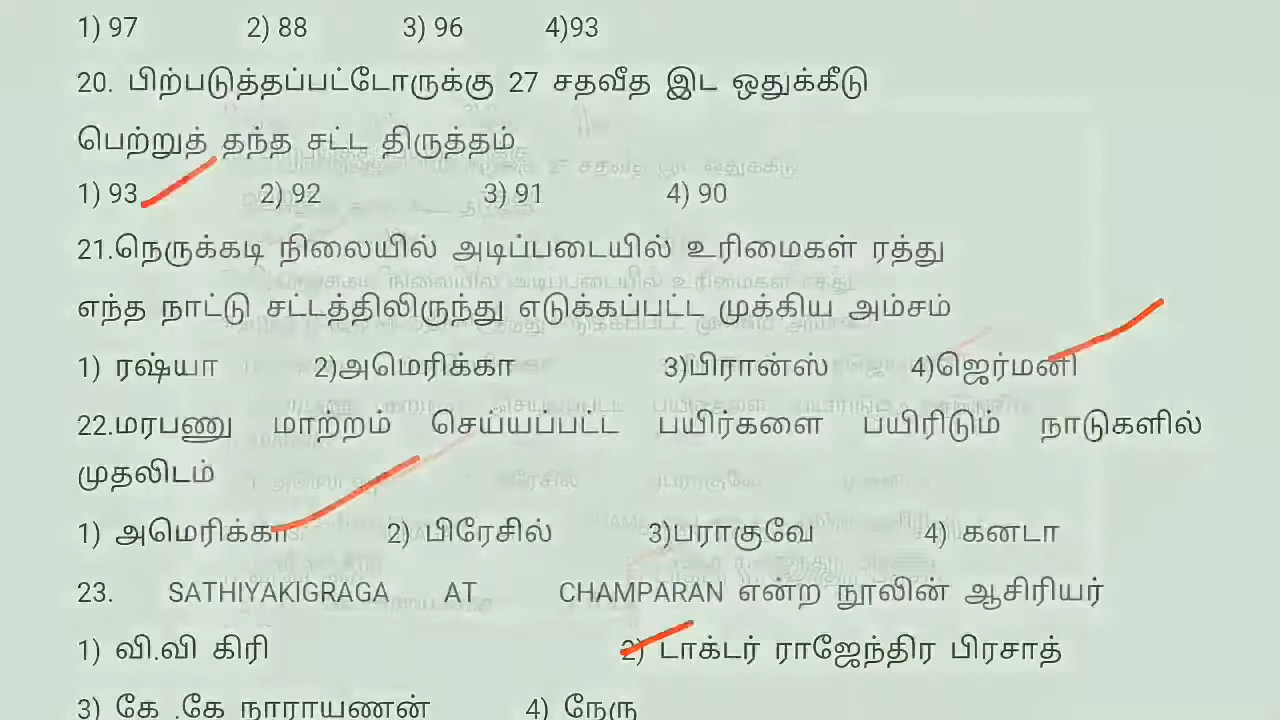 1) 97 2) 88 3) 96 4)93
20. பிற்படுத்தப்பட்டோருக்கு 27 சதவீத இட ஒதுக்கீடு
பெற்றுத் தந்த சட்ட திருத்தம்
1) 93 2) 92 3) 91 4) 90
21.நெருக்கடி நிலையில் அடிப்படையில் உரிமைகள் ரத்து
எந்த நாட்டு சட்டத்திலிருந்து எடுக்கப்பட்ட முக்கிய அம்சம்
1) ரஷ்யா 2)அமெரிக்கா 3)பிரான்ஸ் 4)ஜெர்மனி
22.மரபணு மாற்றம் செய்யப்பட்ட பயிர்களை பயிரிடும் நாடுகளில்
முதலிடம்
1) அமெரிக்கா 2) பிரேசில் 3)பராகுவே 4) கனடா
23. SATHIYAKIGRAGA AT CHAMPARAN என்ற நூலின் ஆசிரியர்
1) வி.வி கிரி 2) டாக்டர் ராஜேந்திர பிரசாத்
3) கே .கே நாராயணன் 4) நேரு